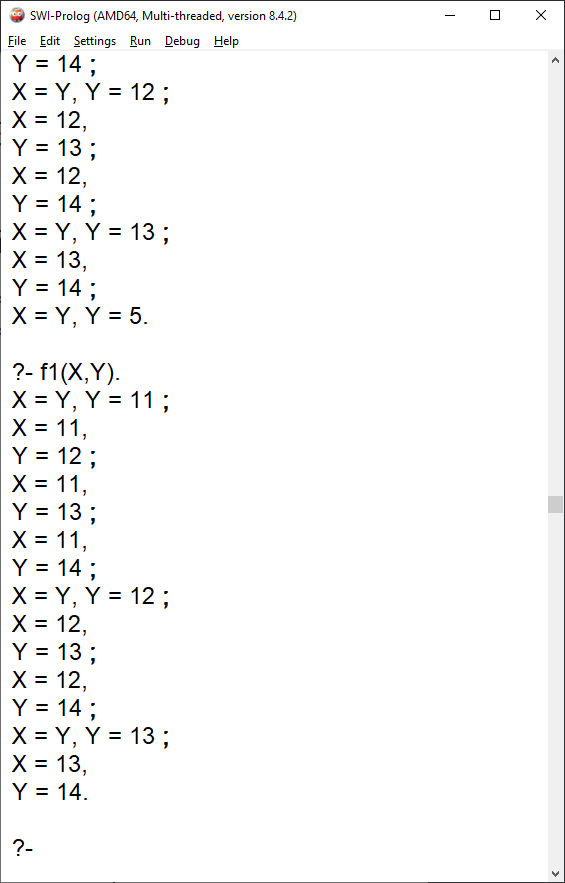 SWI-Prolog (AMD64, Multi-threaded, version 8.4.2)
File Edit Settings Run Debug Help
Y = 14 ;
X = Y, Y = 12 ;
X = 12,
Y = 13 ;
X = 12,
Y = 14 ;
X = Y, Y = 13 ;
X = 13,
Y = 14 ;
X = Y, Y = 5.
?- f1(X,Y).
X = Y, Y = 11 ;
X = 11,
Y = 12 ;
X = 11,
Y = 13 ;
X = 11,
Y = 14 ;
X = Y, Y = 12 ;
X = 12,
Y = 13 ;
X = 12,
Y = 14 ;
X = Y, Y = 13 ;
X = 13,
Y = 14.
?-